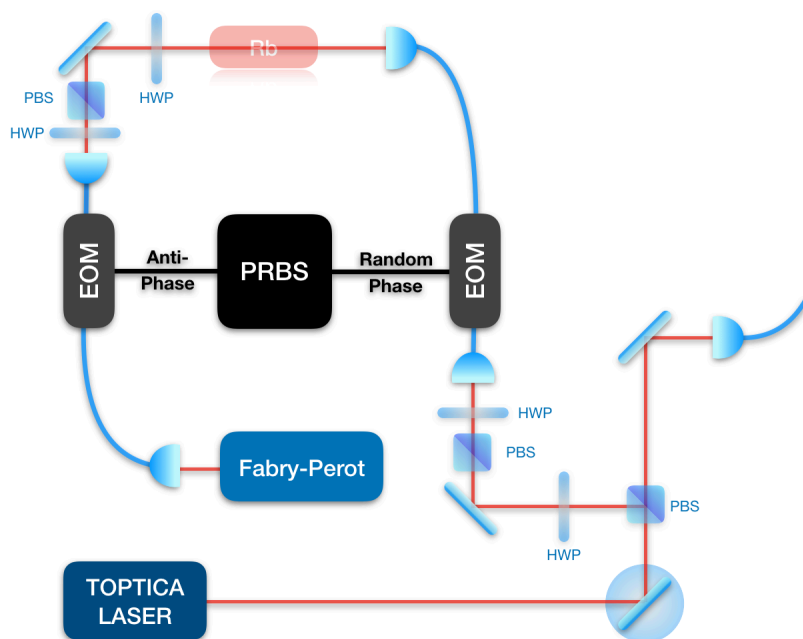 Rb
PBS
HWP
HWP
EOM
Anti-
Phase
PRBS
Random
Phase
EOM
HWP
PBS
Fabry-Perot
PBS
HWP
TOPTICA
LASER